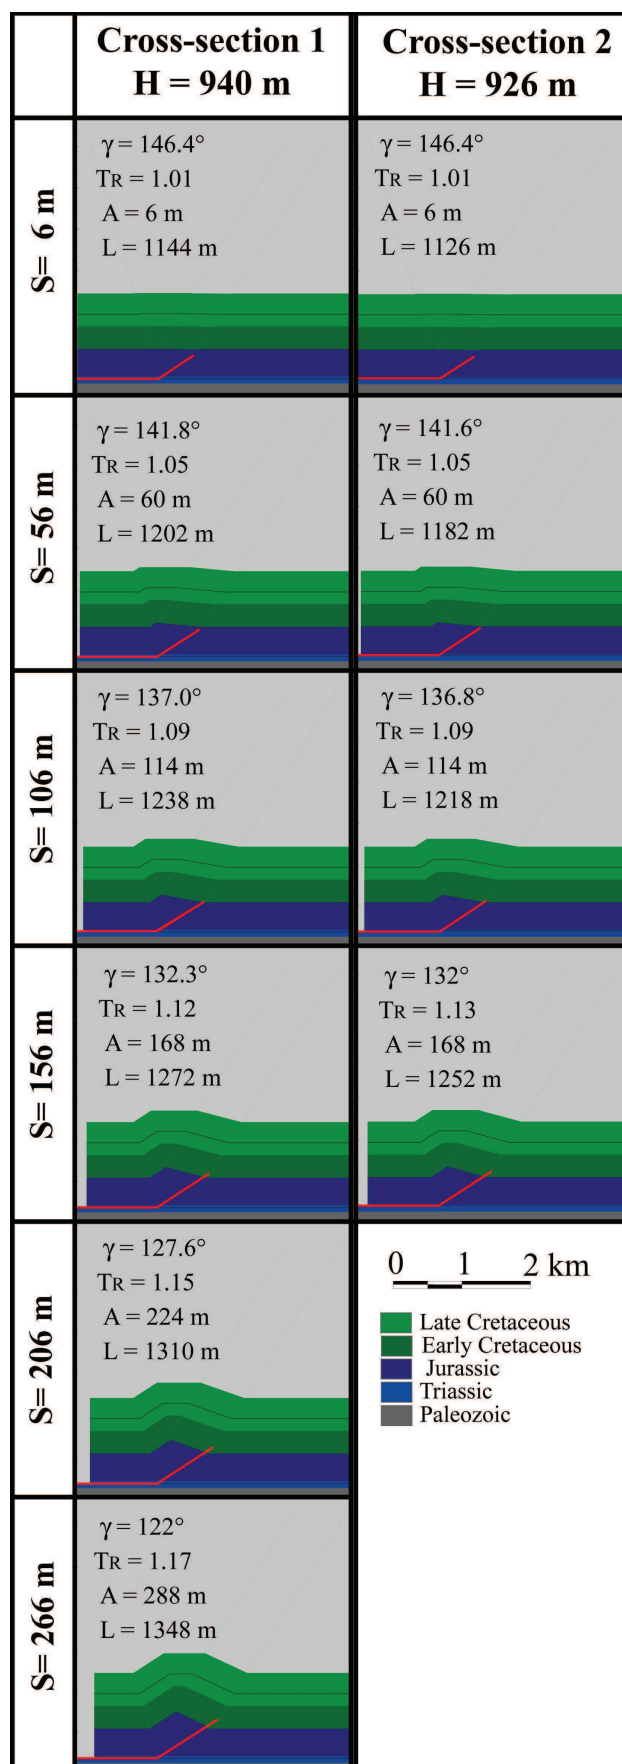 Cross-section 1
H = 940 m
Cross-section 2
H = 926 m
S= 6 m
γ = 146.4°
TR = 1.01
A = 6 m
L = 1144 m
γ = 146.4°
TR = 1.01
A = 6 m
L = 1126 m
S= 56 m
γ = 141.8°
TR = 1.05
A = 60 m
L = 1202 m
γ = 141.6°
TR = 1.05
A = 60 m
L = 1182 m
S= 106 m
γ = 137.0°
TR = 1.09
A = 114 m
L = 1238 m
γ = 136.8°
TR = 1.09
A = 114 m
L = 1218 m
S= 156 m
γ = 132.3°
TR = 1.12
A = 168 m
L = 1272 m
γ = 132°
TR = 1.13
A = 168 m
L = 1252 m
S= 206 m
γ = 127.6°
TR = 1.15
A = 224 m
L = 1310 m
0 1 2 km
Late Cretaceous
Early Cretaceous
Jurassic
Triassic
Paleozoic
S= 266 m
γ = 122°
TR = 1.17
A = 288 m
L = 1348 m